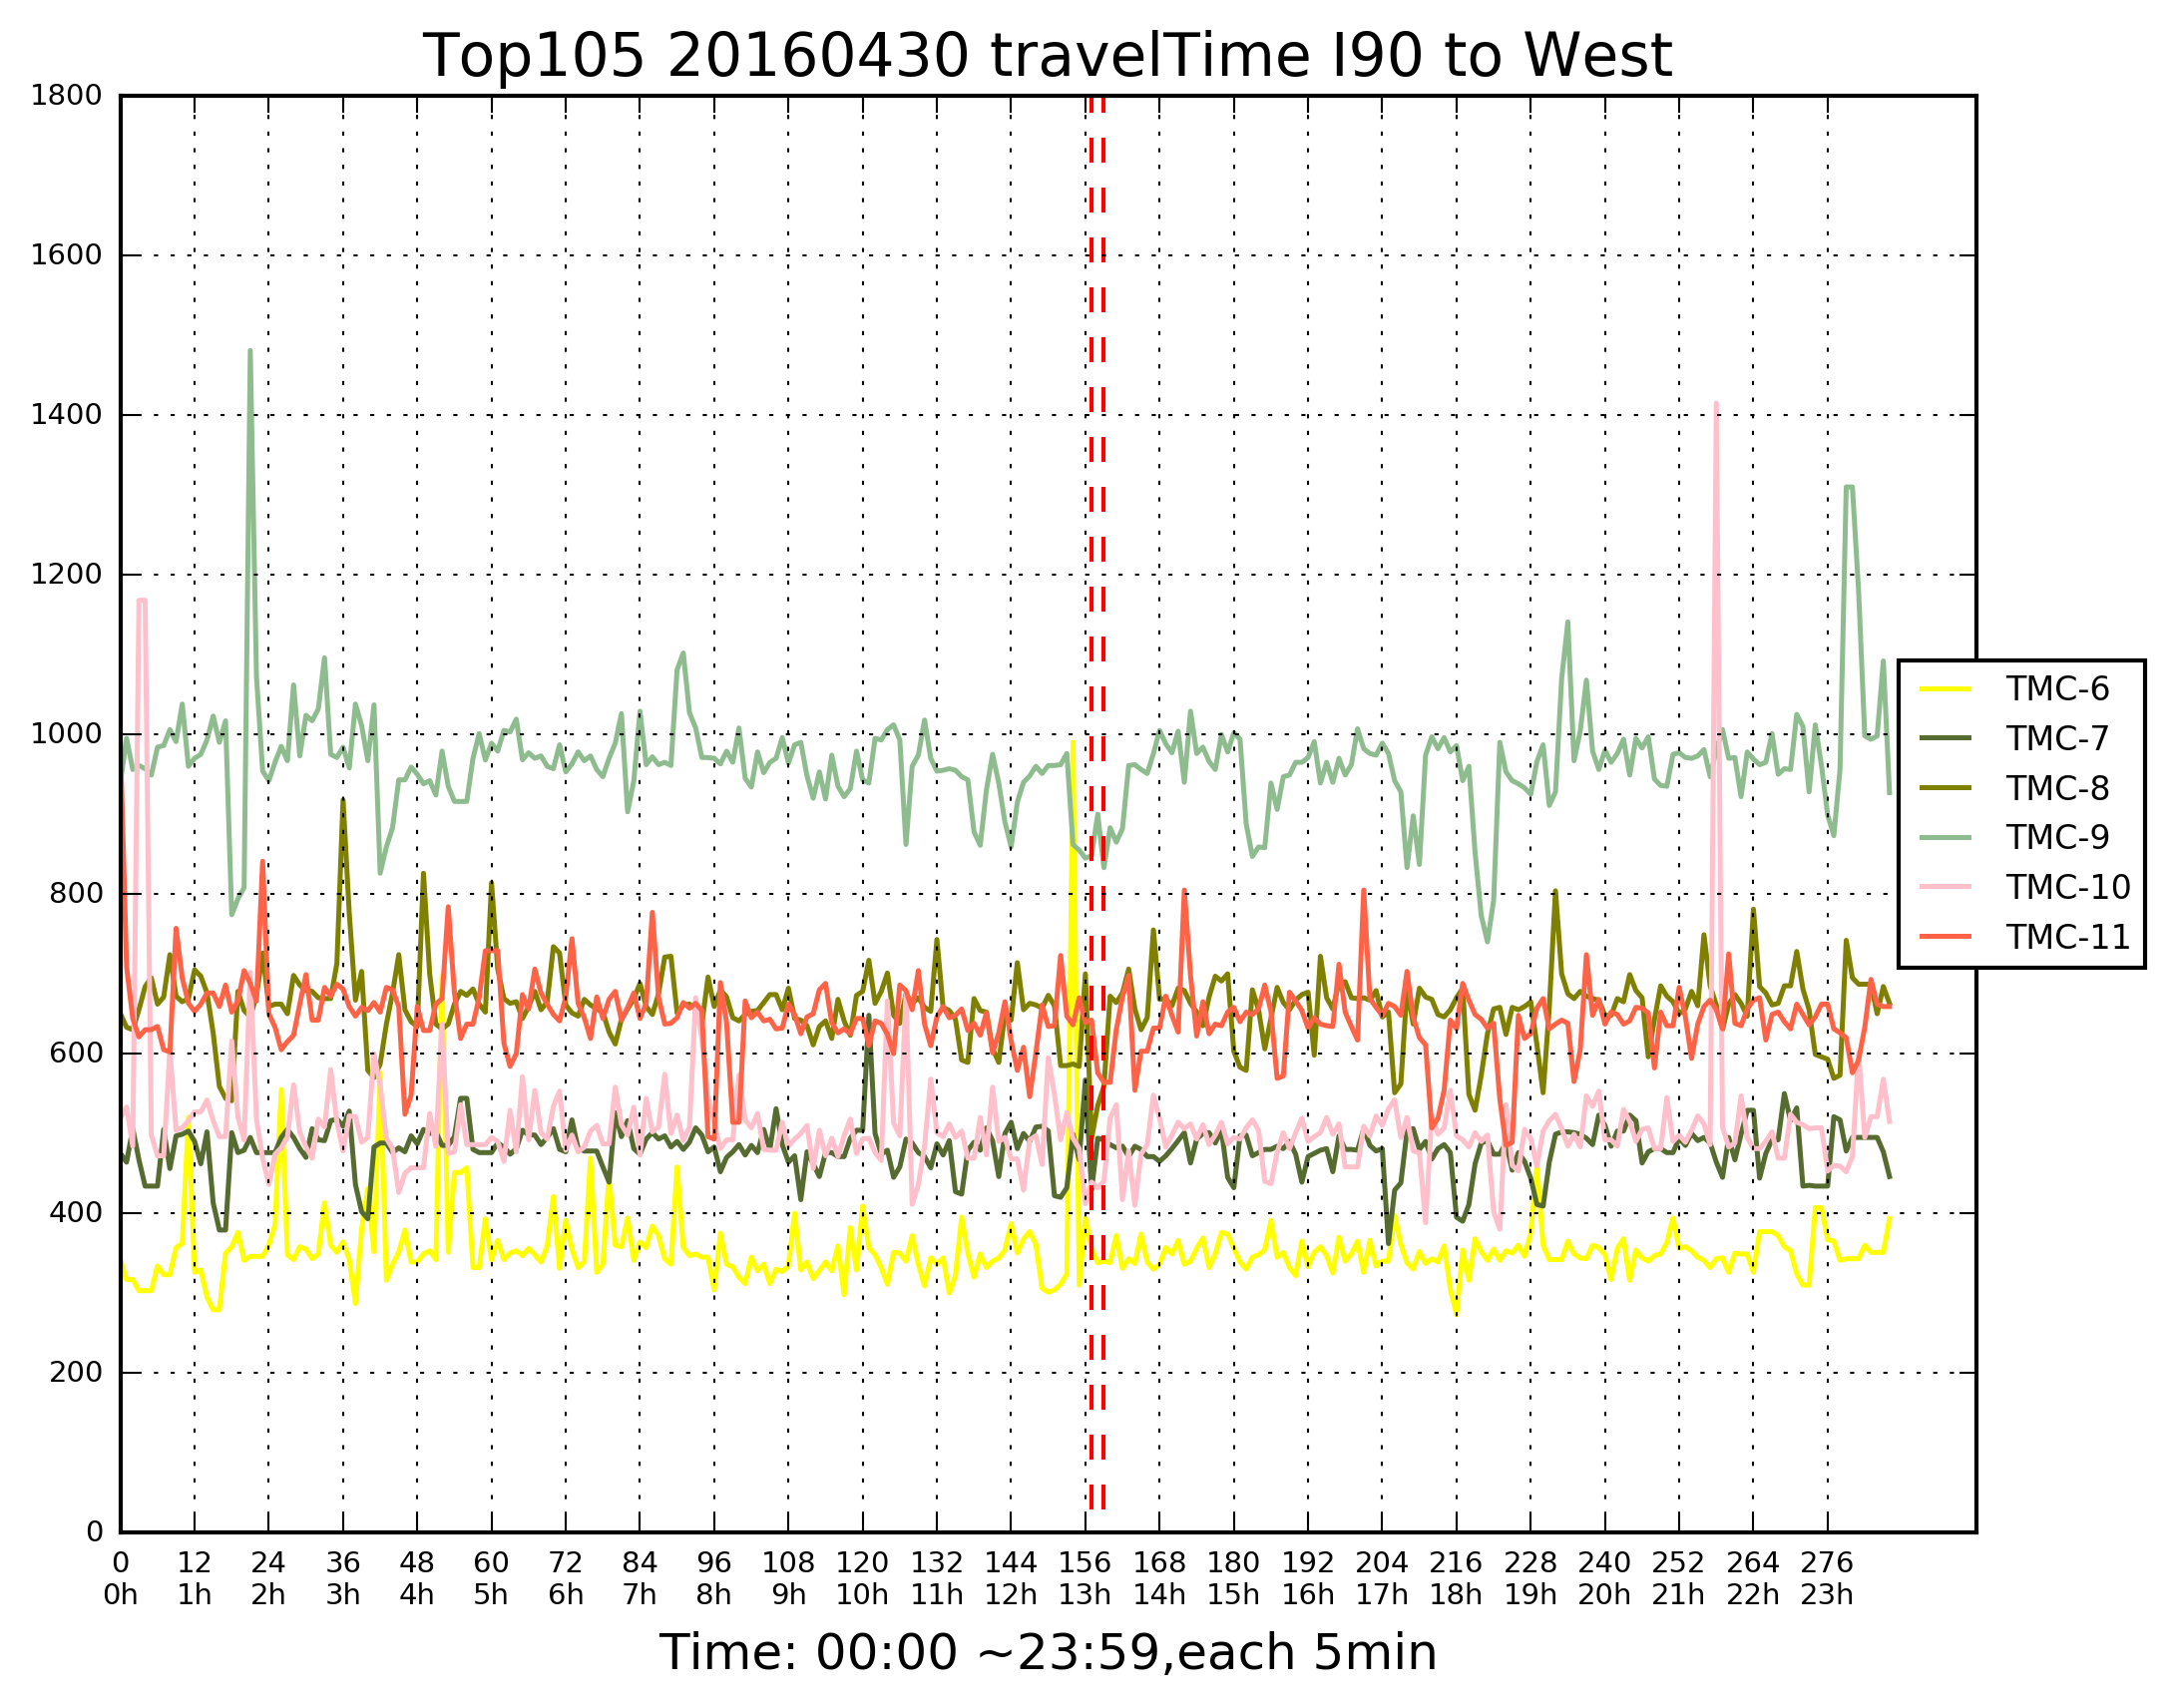 Top105 20160430 travelTime I90 to West
1800
1600
1400
1200
1000
800
600
400
200
0
TMC-6
TMC-7
TMC-8
TMC-9
TMC-10
TMC-11
0 12 24 36 48 60 72 84 96 108 120 132 144 156 168 180 192 204 216 228 240 252 264 276
0h 1h 2h 3h 4h 5h 6h 7h 8h 9h 10h 11h 12h 13h 14h 15h 16h 17h 18h 19h 20h 21h 22h 23h
Time: 00:00 ~23:59,each 5min